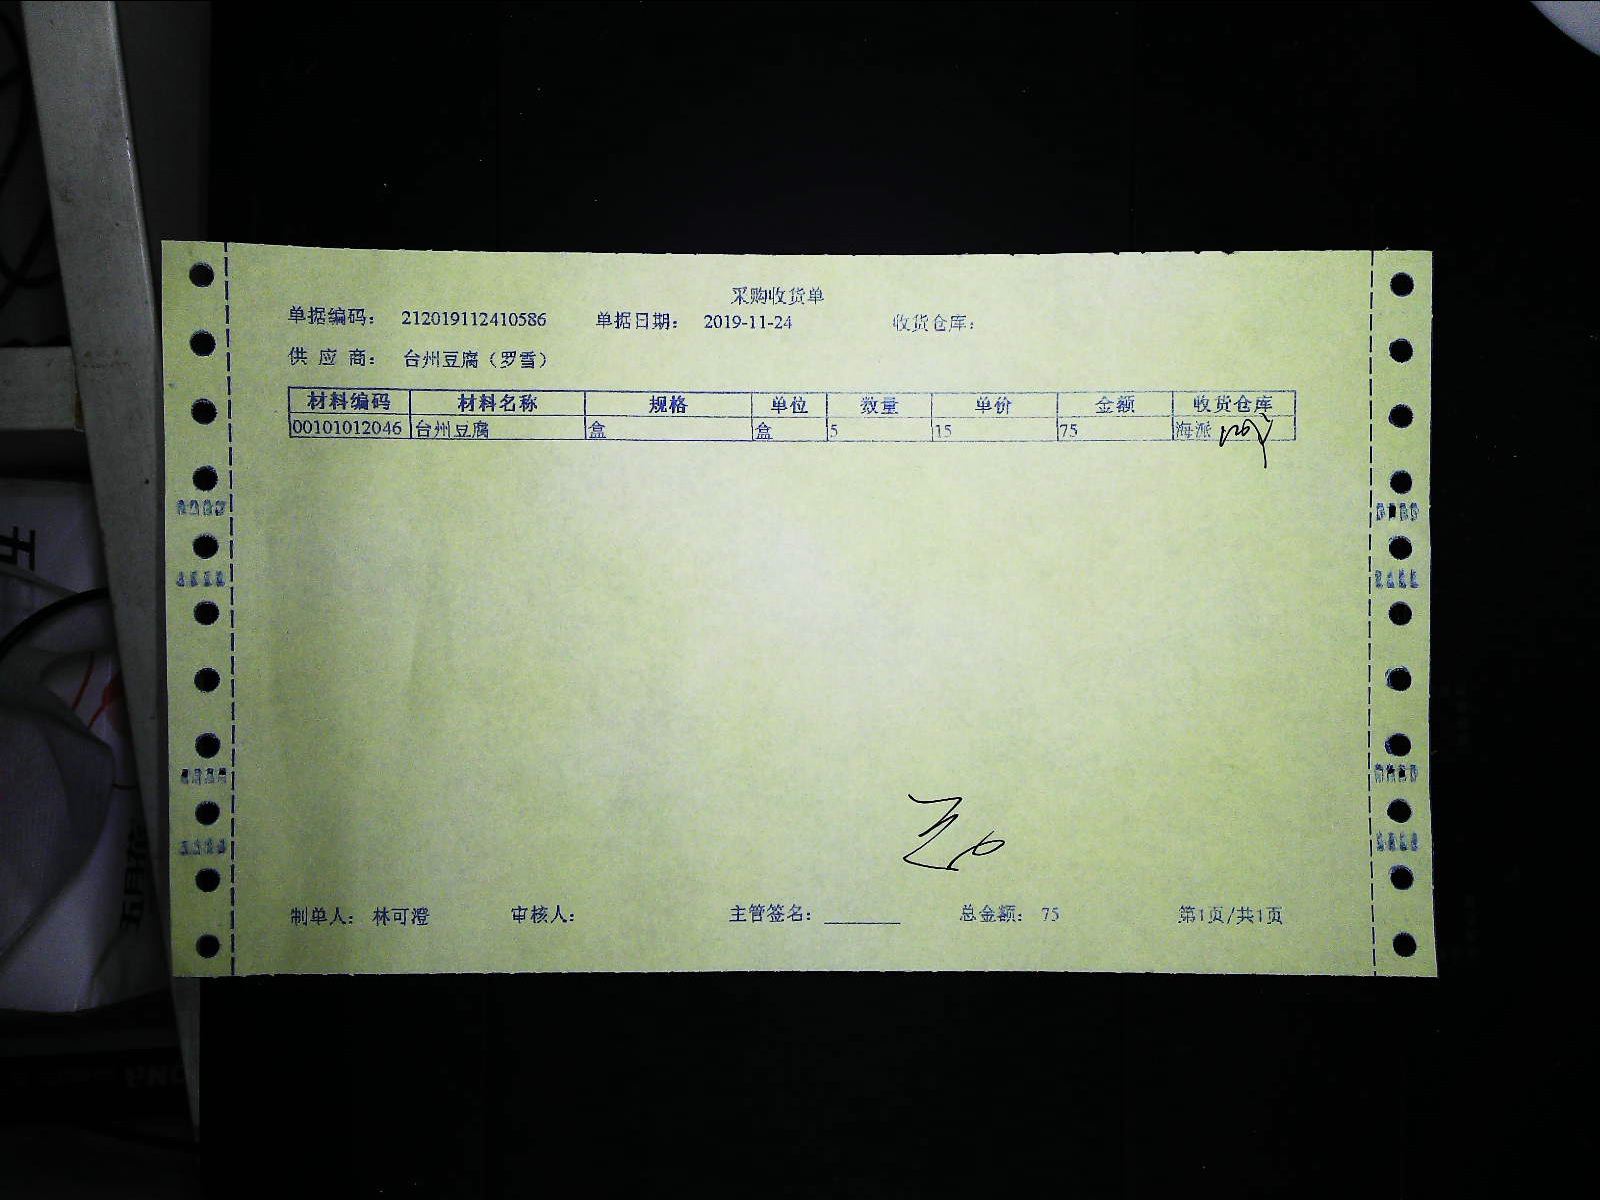 采购收货单
单据编码： 212019112410586 单据日期： 2019-11-24 收货仓库：
供 应 商： 台州豆腐（罗雪）
材料编码 材料名称 规格 单位 数量 单价 金额 收货仓库
00101012046 台州豆腐 盒 盒 5 15 75 海派
制单人： 林可澄 审核人： 主管签名：________ 总金额： 75 第1页/共1页
五